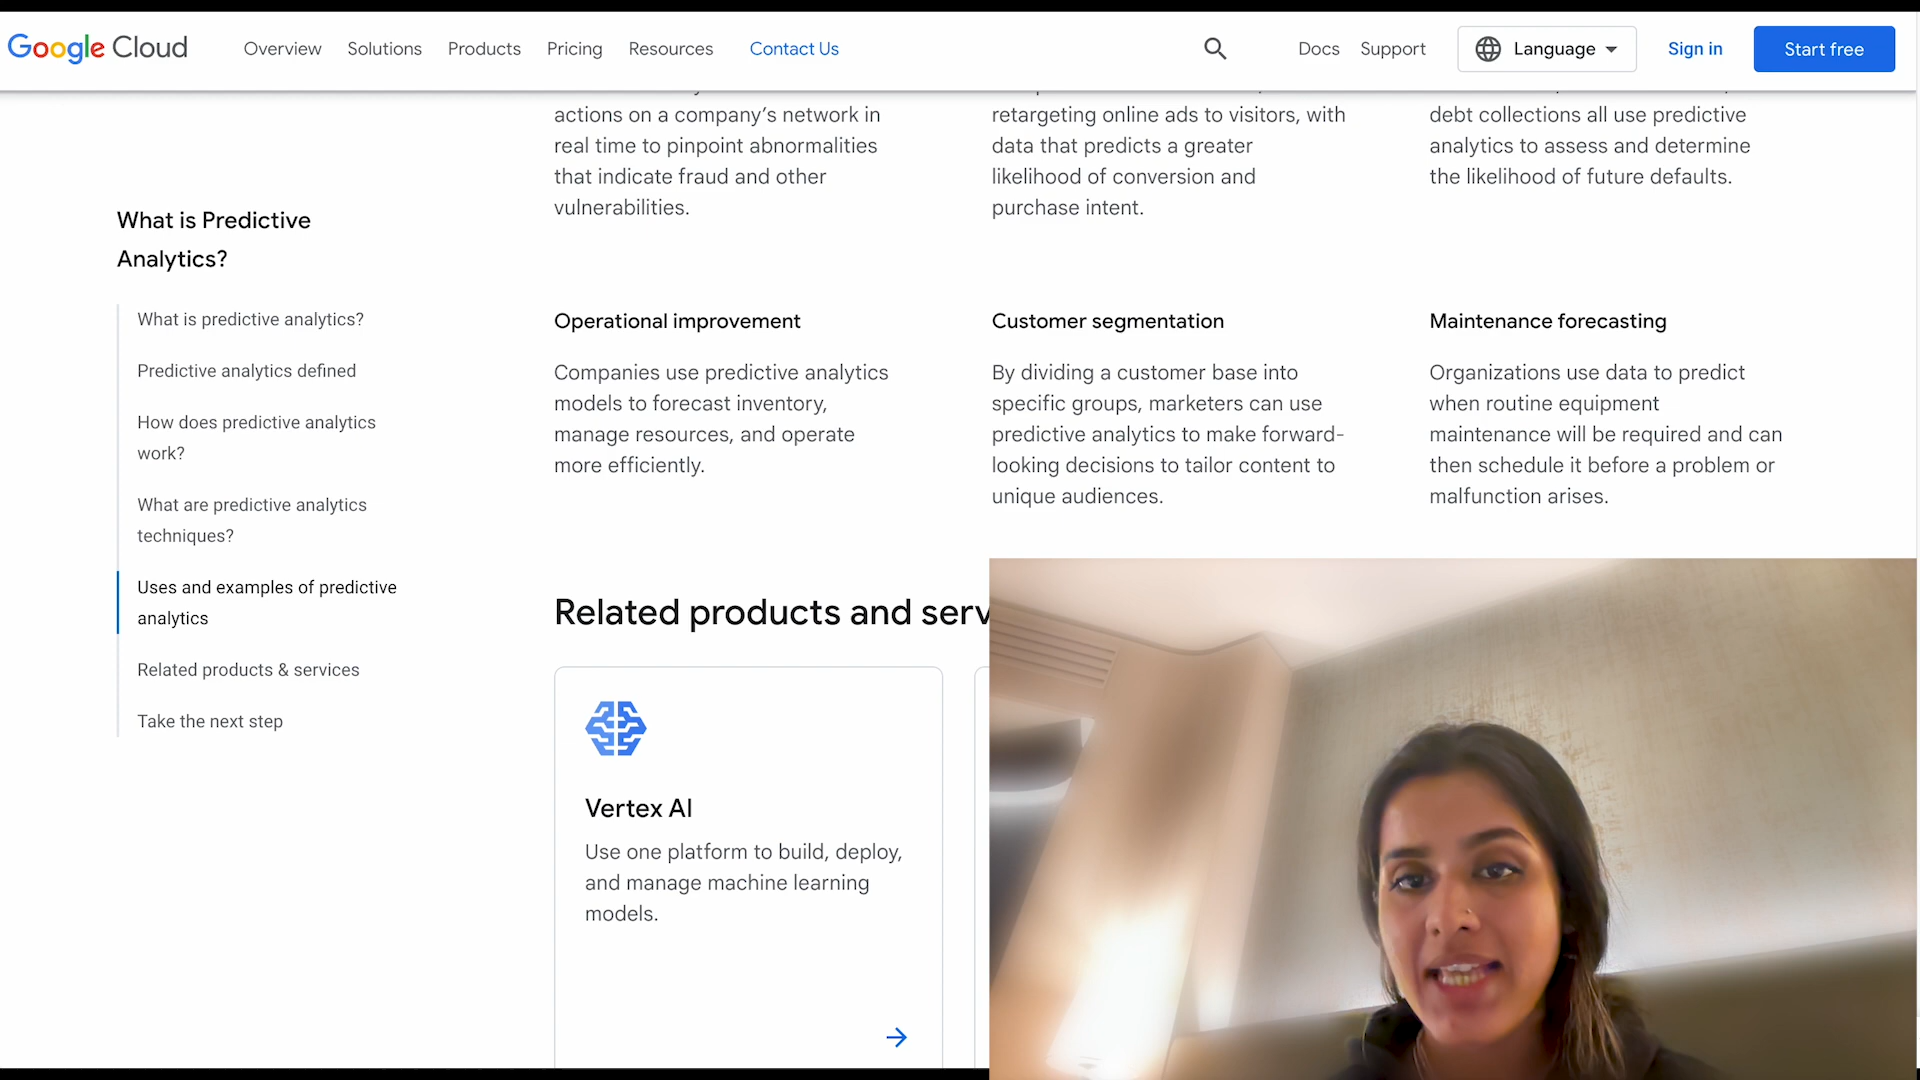 Google Cloud
Overview
Solutions
Products
Pricing
Resources
Contact Us
Docs
Support
Language
Sign in
Start free
What is Predictive
Analytics?
What is predictive analytics?
Predictive analytics defined
How does predictive analytics
work?
What are predictive analytics
techniques?
Uses and examples of predictive
analytics
Related products & services
Take the next step
actions on a company's network in
real time to pinpoint abnormalities
that indicate fraud and other
vulnerabilities.
retargeting online ads to visitors, with
data that predicts a greater
likelihood of conversion and
purchase intent.
debt collections all use predictive
analytics to assess and determine
the likelihood of future defaults.
Operational improvement
Companies use predictive analytics
models to forecast inventory,
manage resources, and operate
more efficiently.
Customer segmentation
By dividing a customer base into
specific groups, marketers can use
predictive analytics to make forward-
looking decisions to tailor content to
unique audiences.
Maintenance forecasting
Organizations use data to predict
when routine equipment
maintenance will be required and can
then schedule it before a problem or
malfunction arises.
Related products and serv
Vertex AI
Use one platform to build, deploy,
and manage machine learning
models.